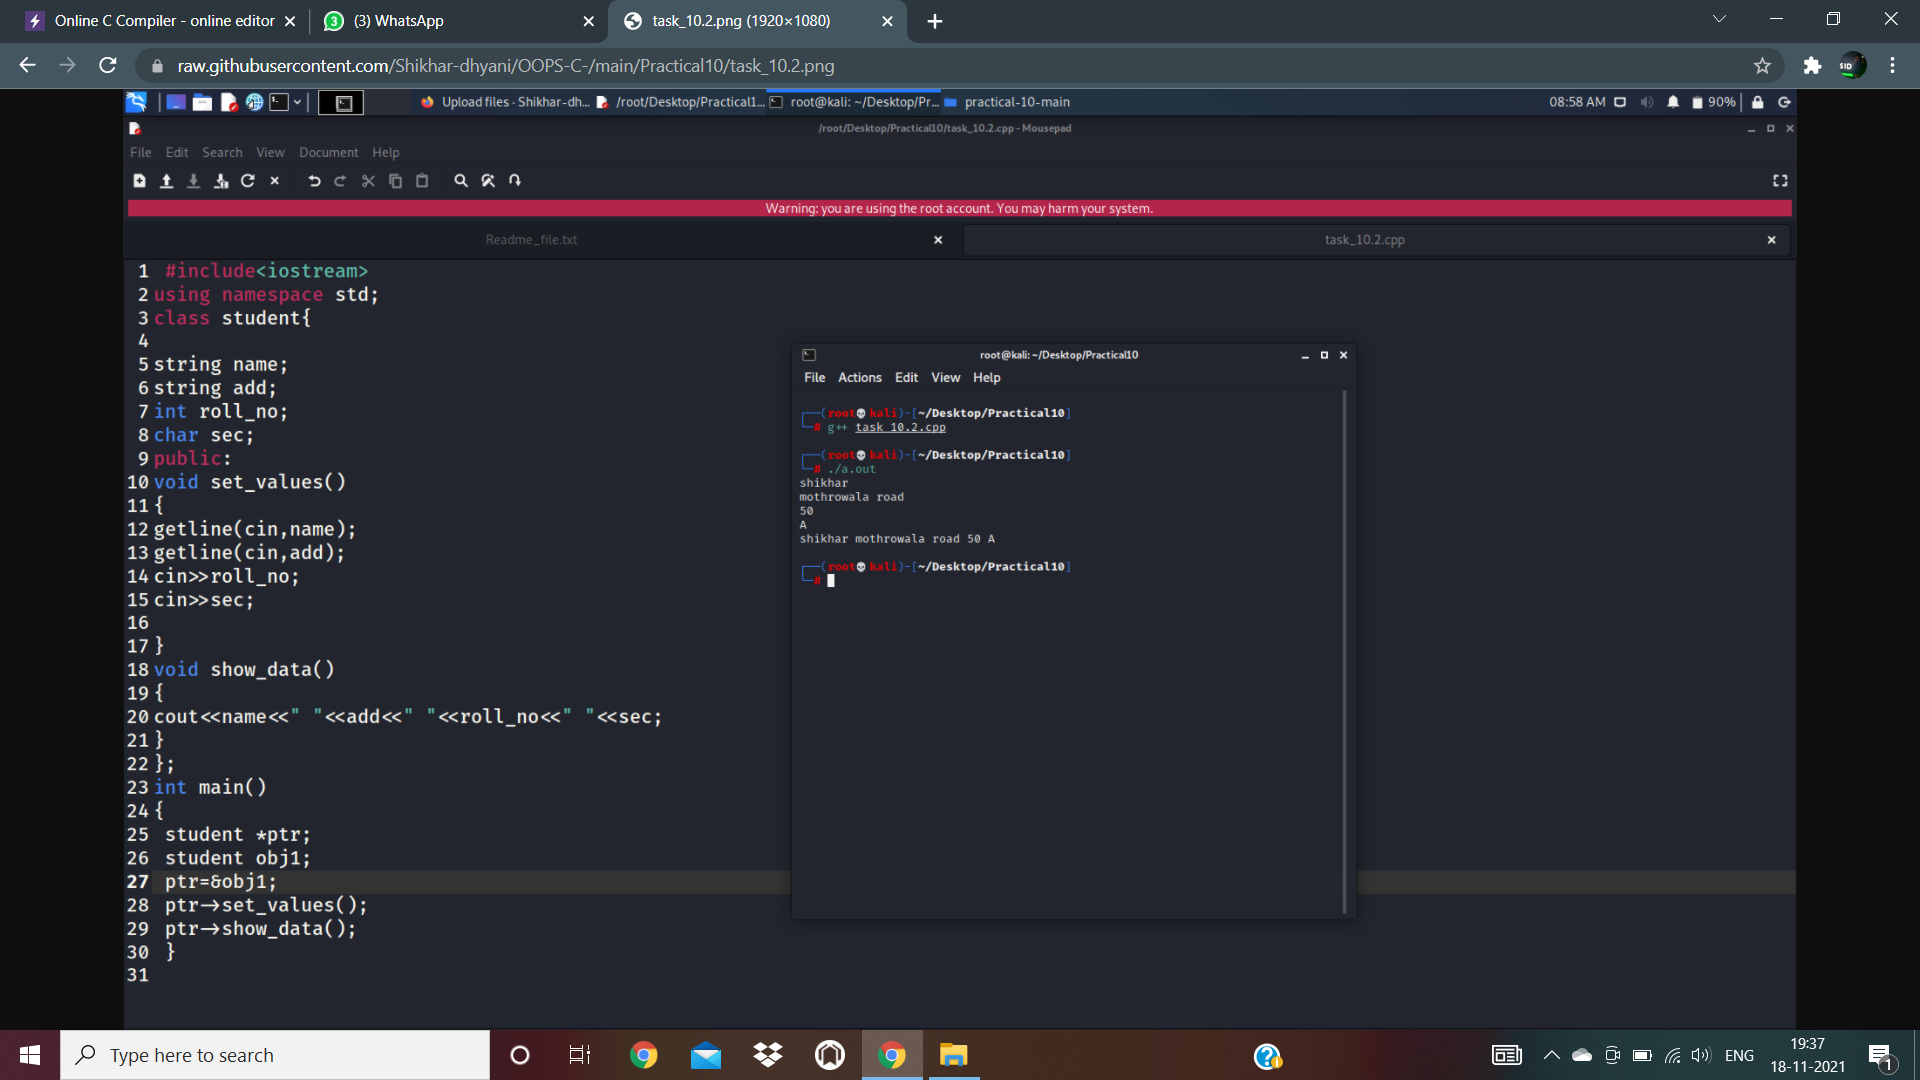 Online C Compiler - online editor
(3) WhatsApp
task_10.2.png (1920×1080)
raw.githubusercontent.com/Shikhar-dhyani/OOPS-C-/main/Practical10/task_10.2.png
SID
Upload files · Shikhar-dh... /root/Desktop/Practical1... root@kali: ~/Desktop/Pr... practical-10-main 08:58 AM 90%
/root/Desktop/Practical10/task_10.2.cpp - Mousepad
File Edit Search View Document Help
Warning: you are using the root account. You may harm your system.
Readme_file.txt
task_10.2.cpp
1 #include<iostream>
2 using namespace std;
3 class student{
4
5 string name;
6 string add;
7 int roll_no;
8 char sec;
9 public:
10 void set_values()
11 {
12 getline(cin,name);
13 getline(cin,add);
14 cin>>roll_no;
15 cin>>sec;
16
17 }
18 void show_data()
19 {
20 cout<<name<<" "<<add<<" "<<roll_no<<" "<<sec;
21 }
22 };
23 int main()
24 {
25 student *ptr;
26 student obj1;
27 ptr=&obj1;
28 ptr->set_values();
29 ptr->show_data();
30 }
31
root@kali: ~/Desktop/Practical10
File Actions Edit View Help
┌──(root💀kali)-[~/Desktop/Practical10]
└─# g++ task_10.2.cpp
┌──(root💀kali)-[~/Desktop/Practical10]
└─# ./a.out
shikhar
mothrowala road
50
A
shikhar mothrowala road 50 A
┌──(root💀kali)-[~/Desktop/Practical10]
└─#
Type here to search
ENG
19:37
18-11-2021
1